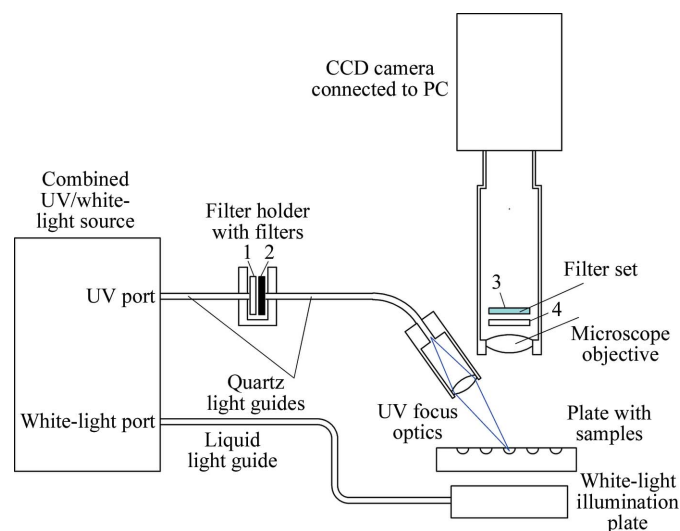 CCD camera
connected to PC
Combined
UV/white-
light source
Filter holder
with filters
1 2
UV port
3
4
Filter set
Microscope
objective
Quartz
light guides
UV focus
optics
Plate with
samples
White-light port
Liquid
light guide
White-light
illumination
plate